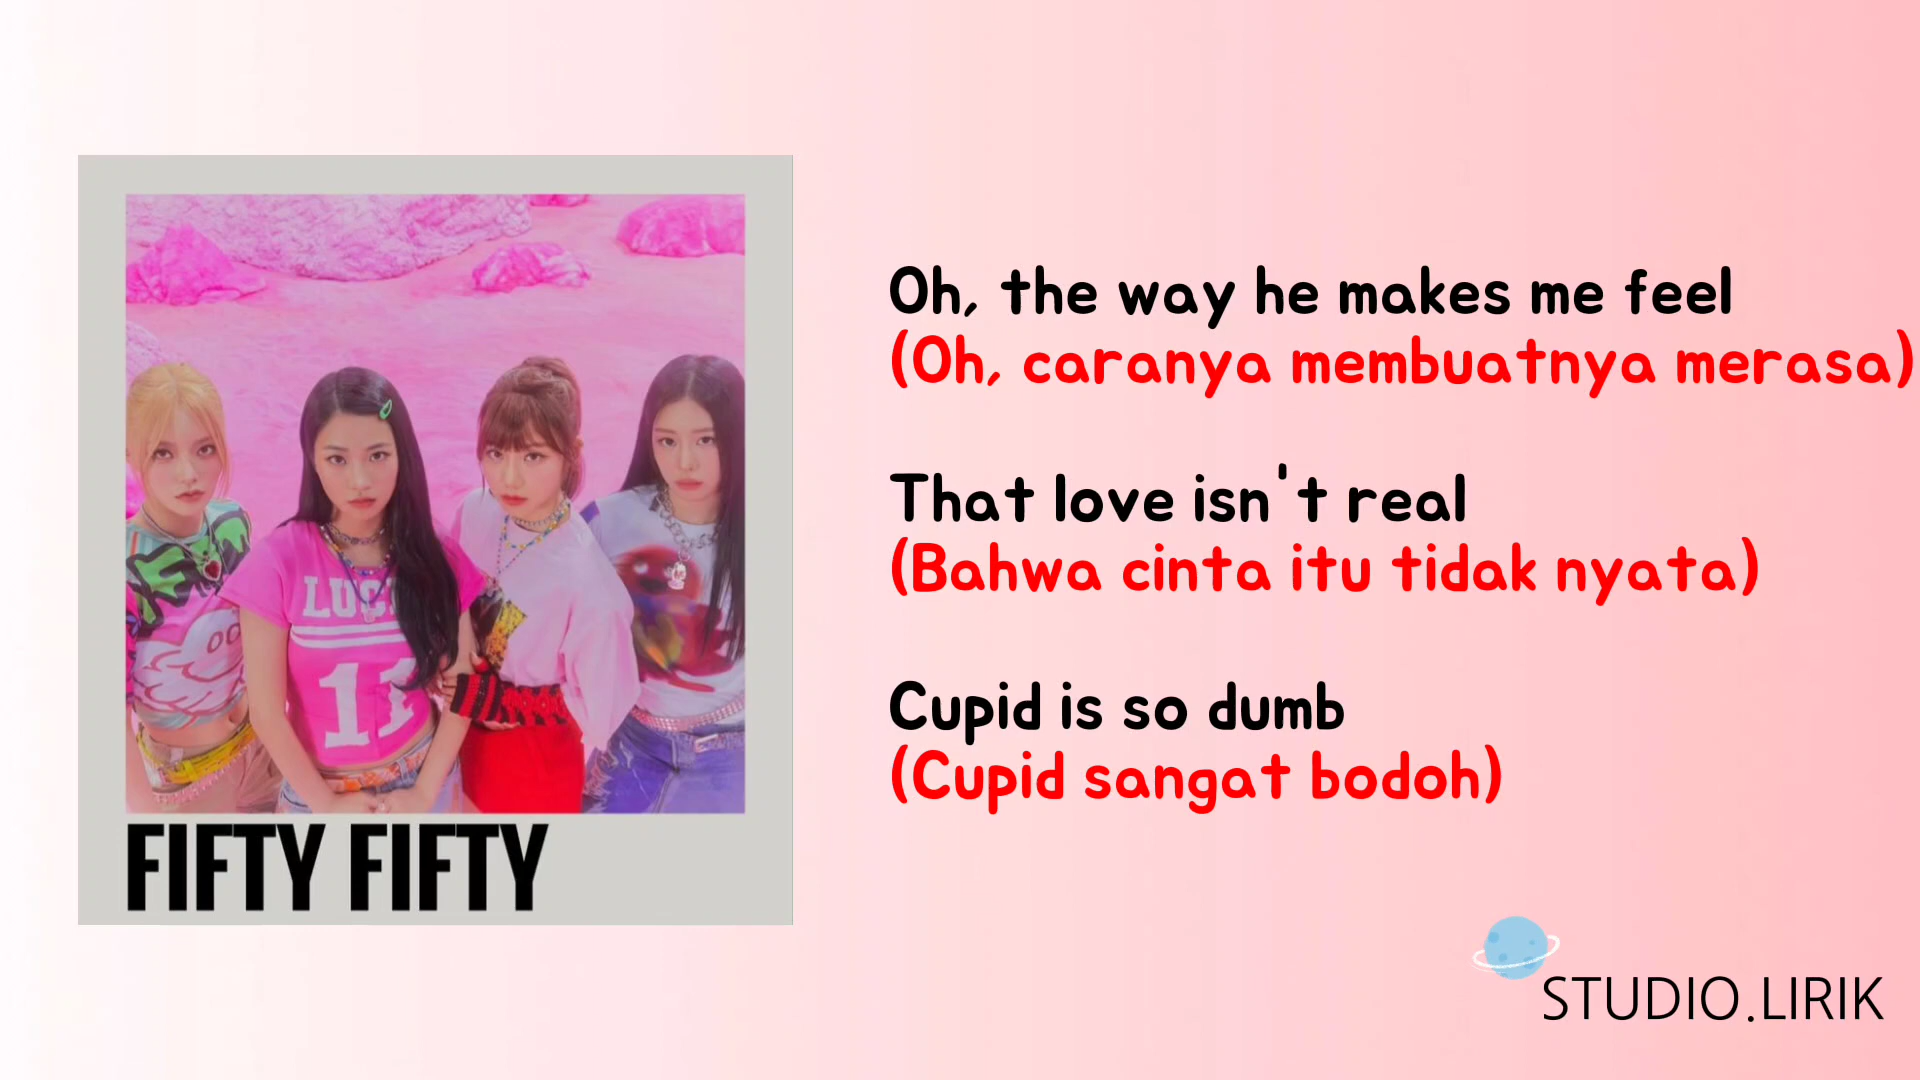 Oh, the way he makes me feel
(Oh, caranya membuatnya merasa)
That love isn't real
(Bahwa cinta itu tidak nyata)
Cupid is so dumb
(Cupid sangat bodoh)
11
FIFTY FIFTY
STUDIO.LIRIK